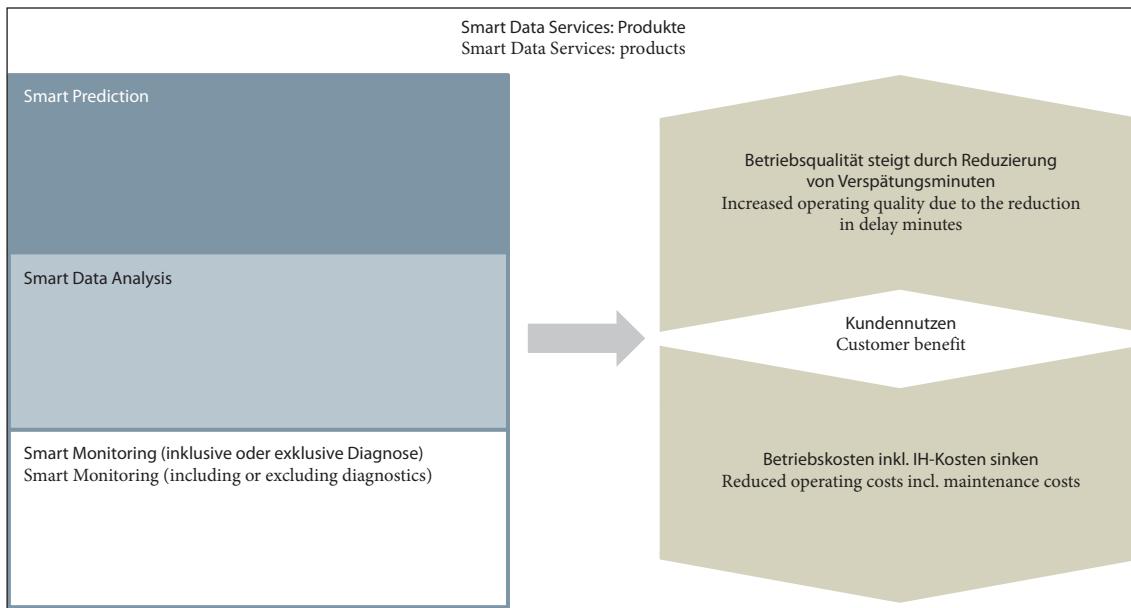 Smart Data Services: Produkte
Smart Data Services: products
Smart Prediction
Smart Data Analysis
Smart Monitoring (inklusive oder exklusive Diagnose)
Smart Monitoring (including or excluding diagnostics)
Betriebsqualität steigt durch Reduzierung
von Verspätungsminuten
Increased operating quality due to the reduction
in delay minutes
Kundennutzen
Customer benefit
Betriebskosten inkl. IH-Kosten sinken
Reduced operating costs incl. maintenance costs